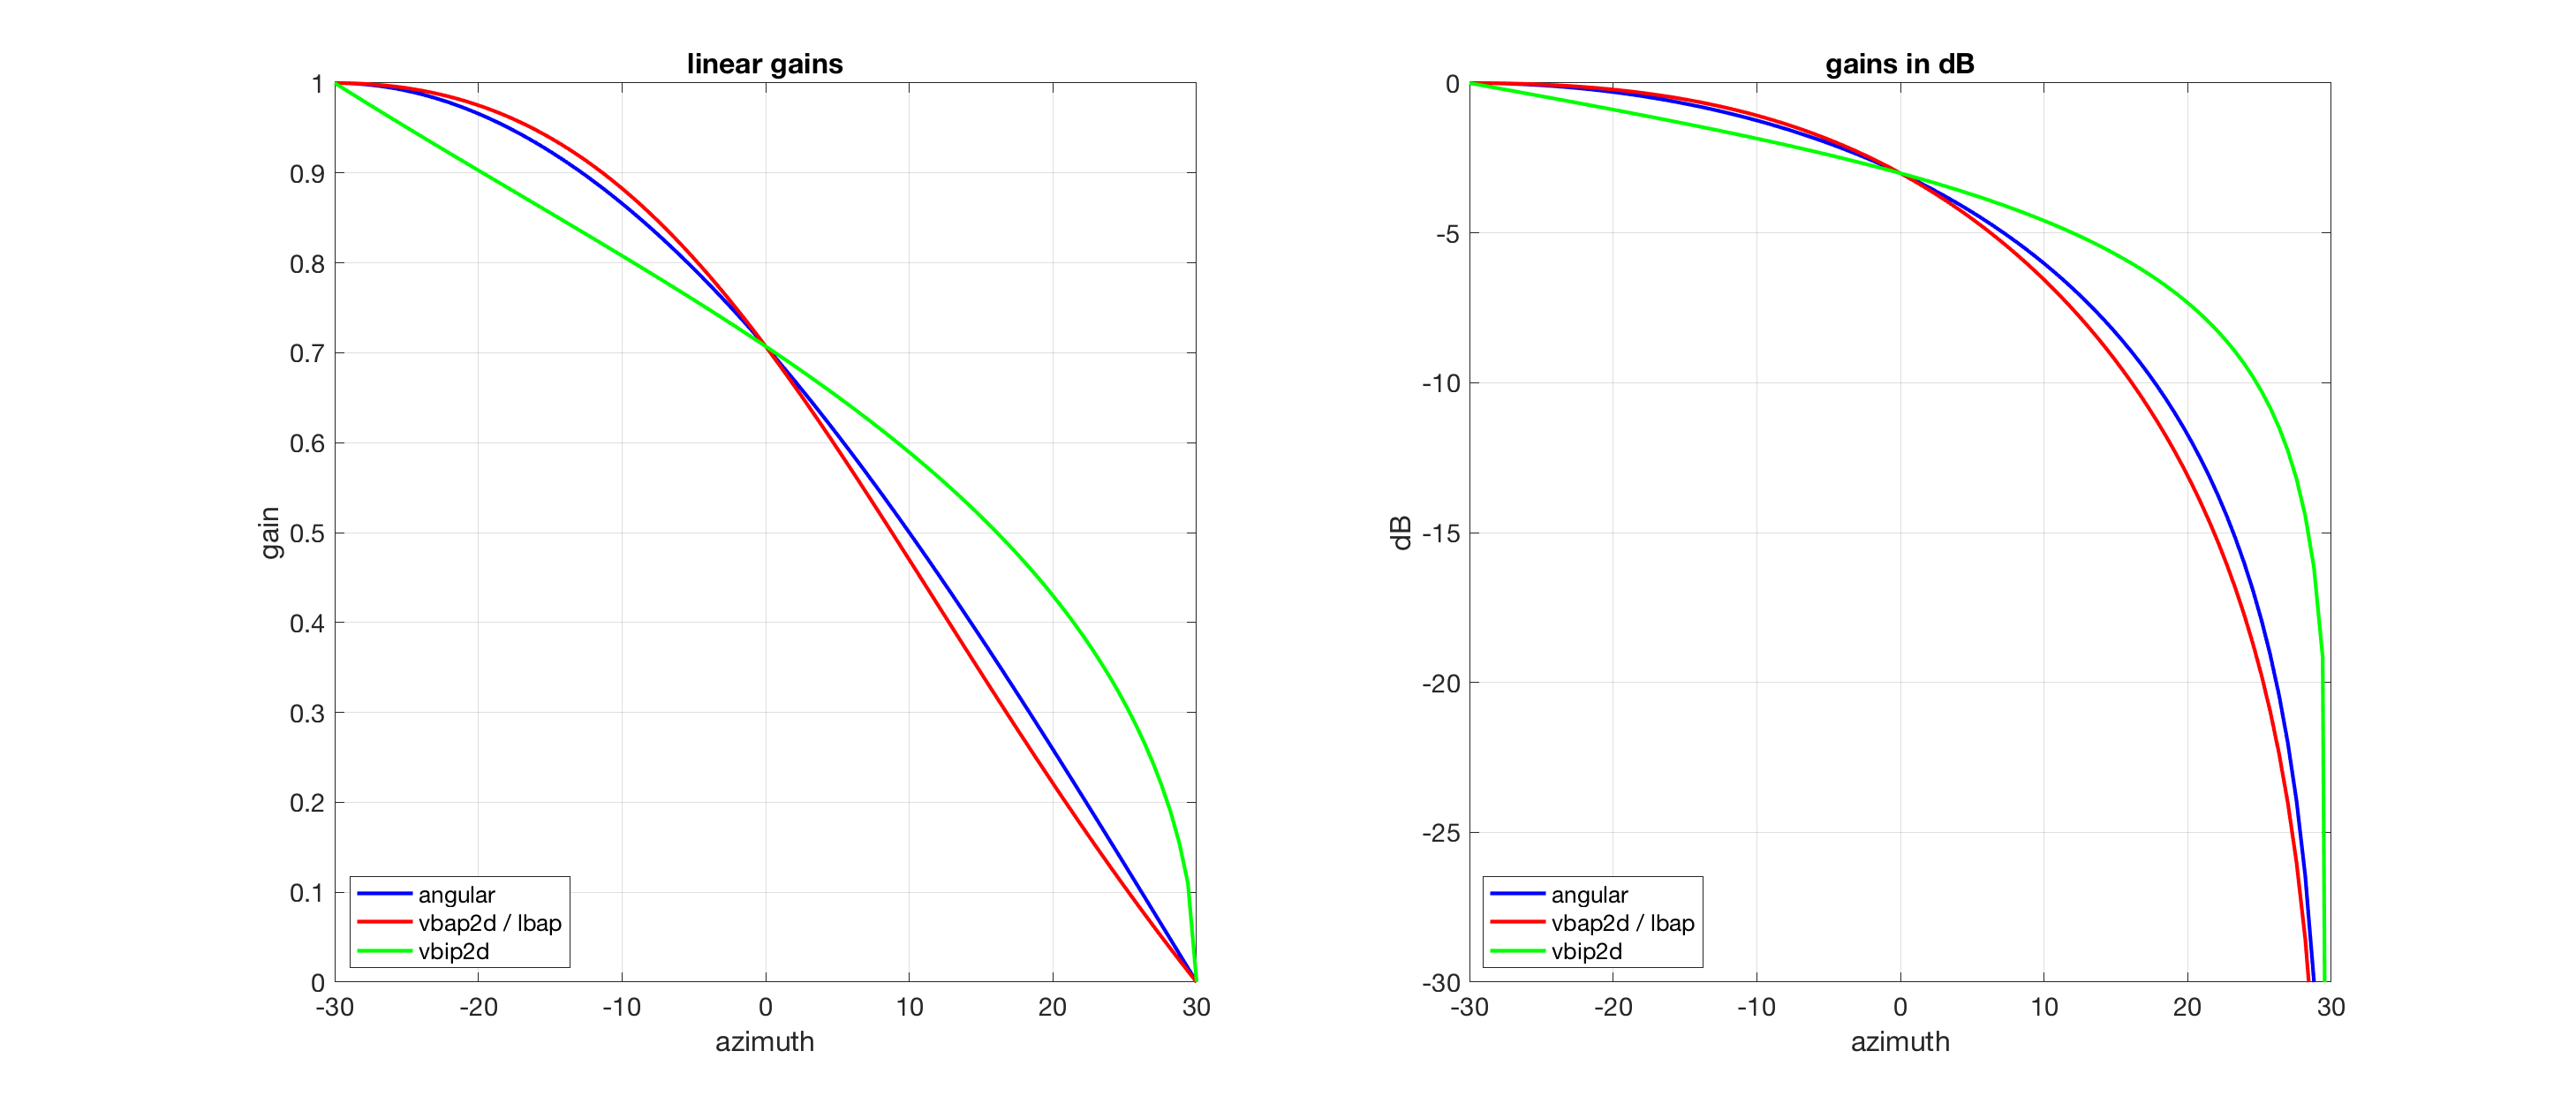 linear gains
1
0.9
0.8
0.7
0.6
0.5
0.4
0.3
0.2
0.1
0
gain
angular
vbap2d / lbap
vbip2d
-30 -20 -10 0 10 20 30
azimuth
gains in dB
0
-5
-10
-15
-20
-25
-30
dB
angular
vbap2d / lbap
vbip2d
-30 -20 -10 0 10 20 30
azimuth